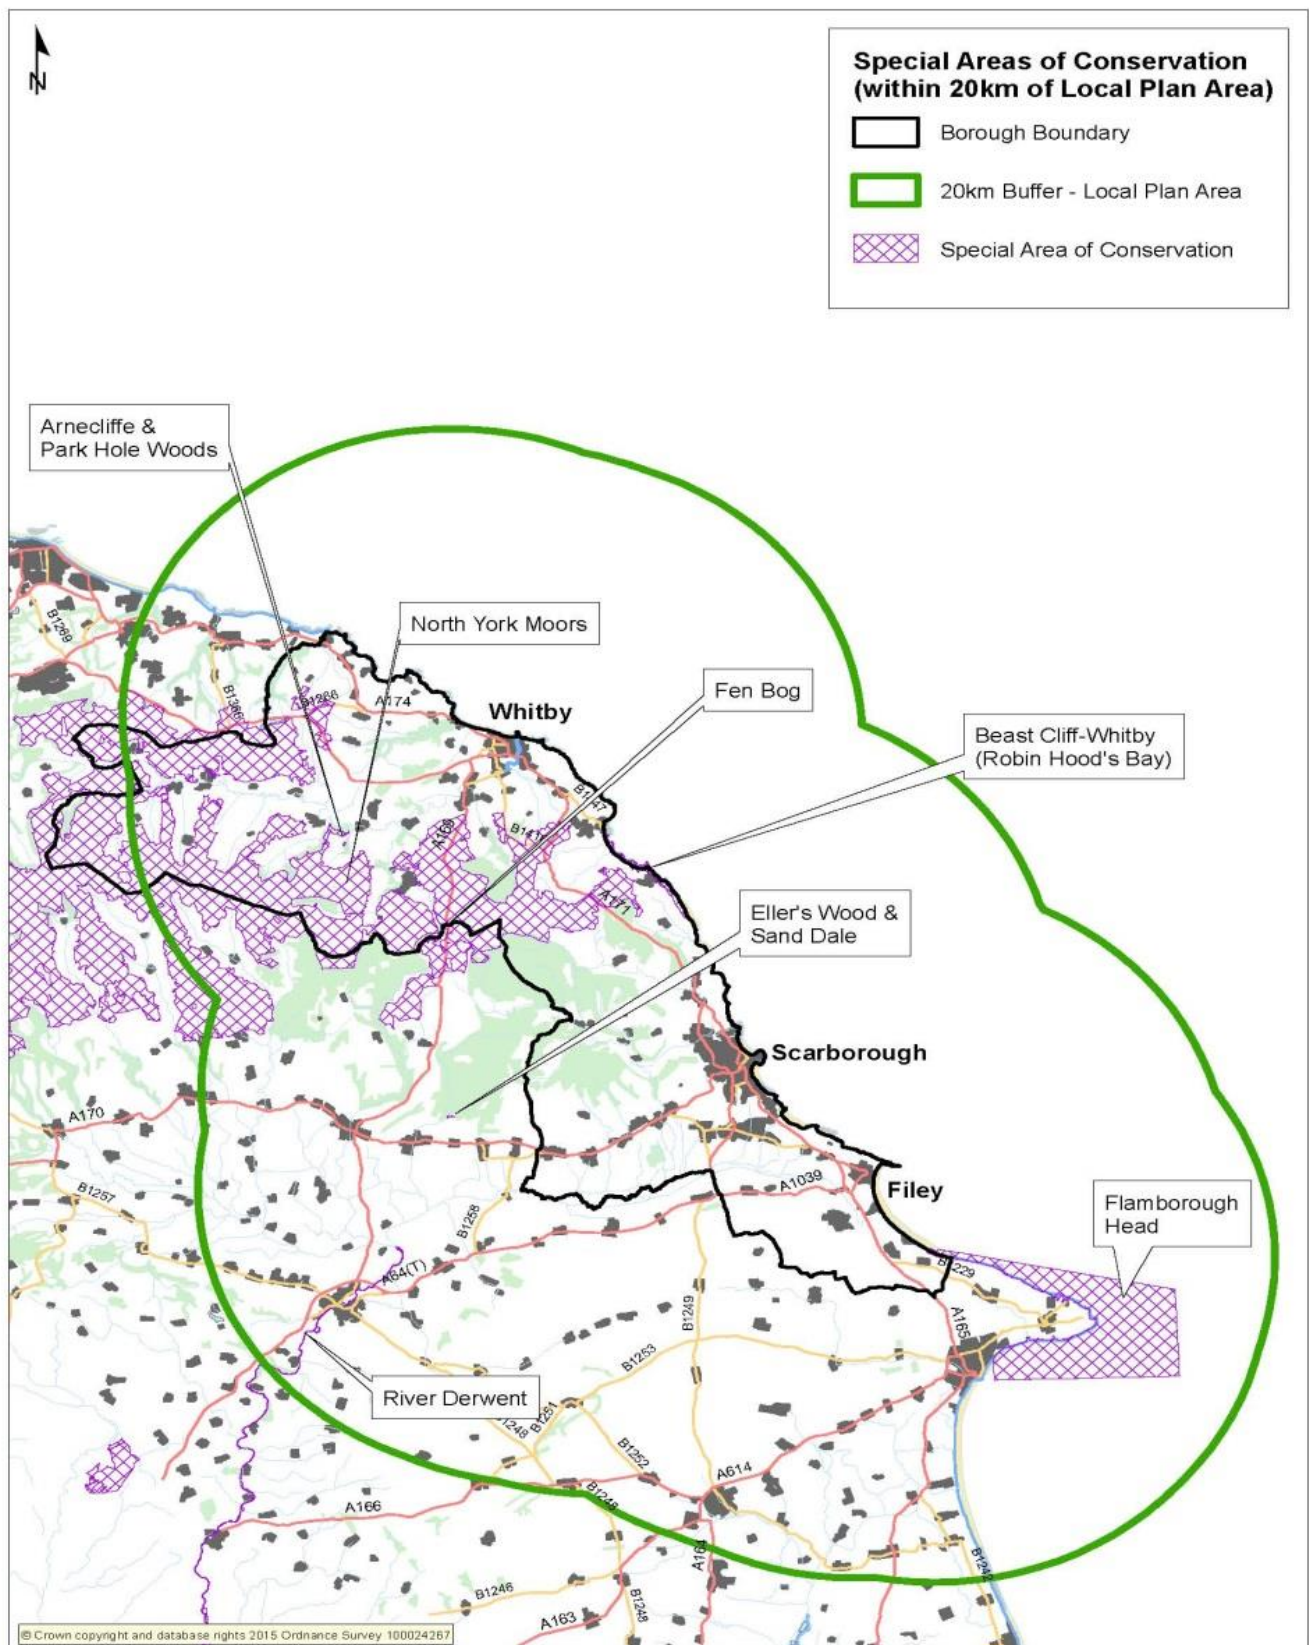 N
Special Areas of Conservation
(within 20km of Local Plan Area)
Borough Boundary
20km Buffer - Local Plan Area
Special Area of Conservation
Arnecliffe &
Park Hole Woods
North York Moors
Fen Bog
Beast Cliff-Whitby
(Robin Hood's Bay)
Eller's Wood &
Sand Dale
Flamborough
Head
River Derwent
Whitby
Scarborough
Filey
B1269
B1366
B1266
A174
B1447
A169
B1416
A171
A170
B1257
B1258
A64(T)
A1039
B1249
B1229
A165
B1253
B1251
B1248
B1252
A614
B1248
A166
A164
B1242
B1246
A163
B1248
© Crown copyright and database rights 2015 Ordnance Survey 100024267